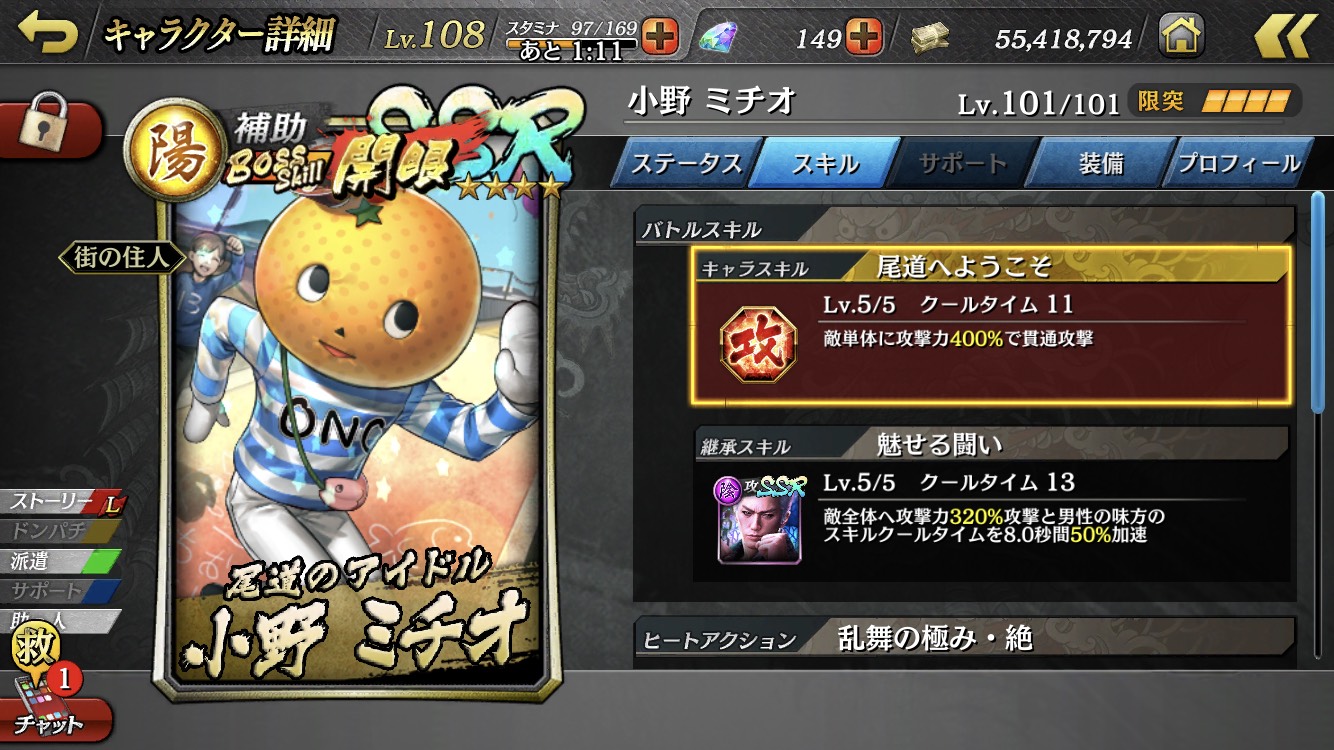 キャラクター詳細
Lv.108
スタミナ 97/169
あと 1:11
149
55,418,794
陽
補助
Boss Skill
開眼
SSR
街の住人
ONO
尾道のアイドル
小野 ミチオ
ストーリー L
ドンパチ
派遣
サポート
救
1
チャット
小野 ミチオ
Lv.101/101
限突
ステータス
スキル
サポート
装備
プロフィール
バトルスキル
キャラスキル
尾道へようこそ
攻
Lv.5/5 クールタイム 11
敵単体に攻撃力400%で貫通攻撃
継承スキル
魅せる闘い
陰 攻 SSR
Lv.5/5 クールタイム 13
敵全体へ攻撃力320%攻撃と男性の味方の
スキルクールタイムを8.0秒間50%加速
ヒートアクション
乱舞の極み・絶